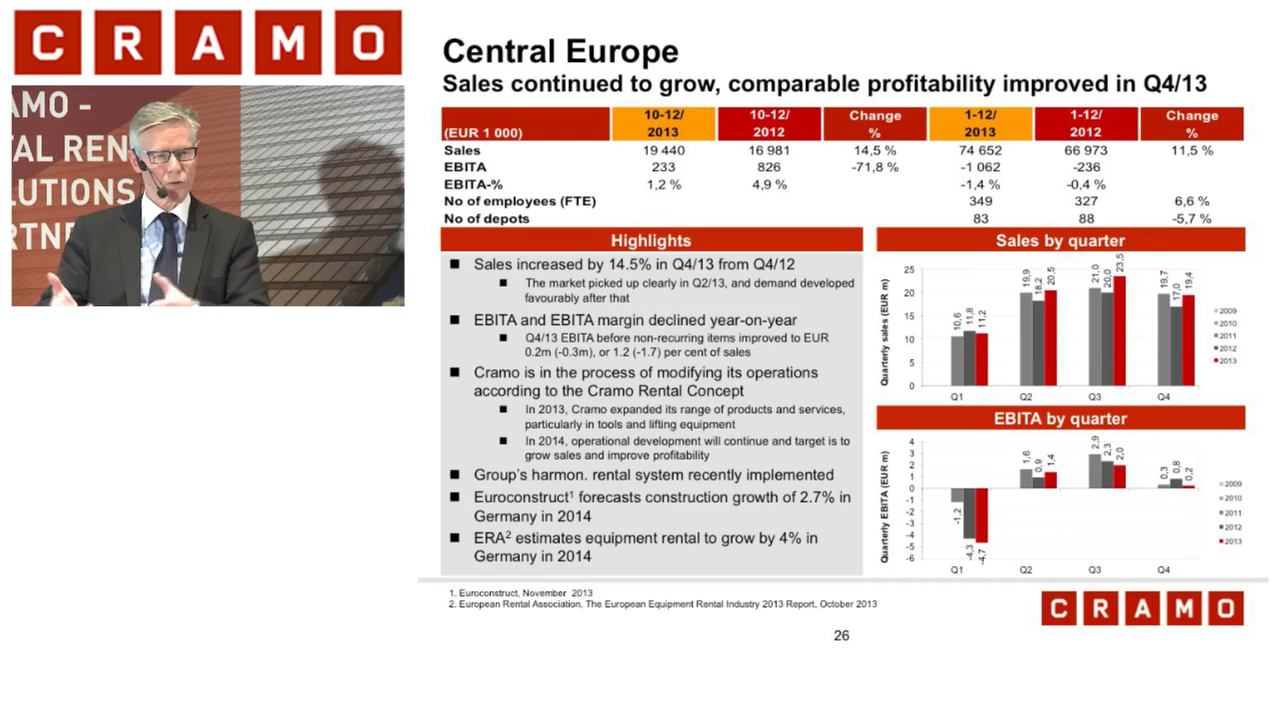 CRAMO
AMO -
TAL REN
LUTIONS
RTNE
Central Europe
Sales continued to grow, comparable profitability improved in Q4/13
(EUR 1 000) 10-12/ 2013 10-12/ 2012 Change % 1-12/ 2013 1-12/ 2012 Change %
Sales 19 440 16 981 14,5 % 74 652 66 973 11,5 %
EBITA 233 826 -71,8 % -1 062 -236
EBITA-% 1,2 % 4,9 % -1,4 % -0,4 %
No of employees (FTE) 349 327 6,6 %
No of depots 83 88 -5,7 %
Highlights
■ Sales increased by 14.5% in Q4/13 from Q4/12
■ The market picked up clearly in Q2/13, and demand developed
favourably after that
■ EBITA and EBITA margin declined year-on-year
■ Q4/13 EBITA before non-recurring items improved to EUR
0.2m (-0.3m), or 1.2 (-1.7) per cent of sales
■ Cramo is in the process of modifying its operations
according to the Cramo Rental Concept
■ In 2013, Cramo expanded its range of products and services,
particularly in tools and lifting equipment
■ In 2014, operational development will continue and target is to
grow sales and improve profitability
■ Group's harmon. rental system recently implemented
■ Euroconstruct¹ forecasts construction growth of 2.7% in
Germany in 2014
■ ERA² estimates equipment rental to grow by 4% in
Germany in 2014
Sales by quarter
Quarterly sales (EUR m)
25
20
15
10
5
0
10,6 11,8 11,2
19,9 18,2 20,5
21,0 20,0 23,5
19,7 17,0 19,4
Q1 Q2 Q3 Q4
2009
2010
2011
2012
2013
EBITA by quarter
Quarterly EBITA (EUR m)
4
3
2
1
0
-1
-2
-3
-4
-5
-6
-1,2 -4,3 -4,7
1,6 0,9 1,4
2,9 2,3 2,0
0,3 0,8 0,2
Q1 Q2 Q3 Q4
2009
2010
2011
2012
2013
1. Euroconstruct, November 2013
2. European Rental Association, The European Equipment Rental Industry 2013 Report, October 2013
CRAMO
26